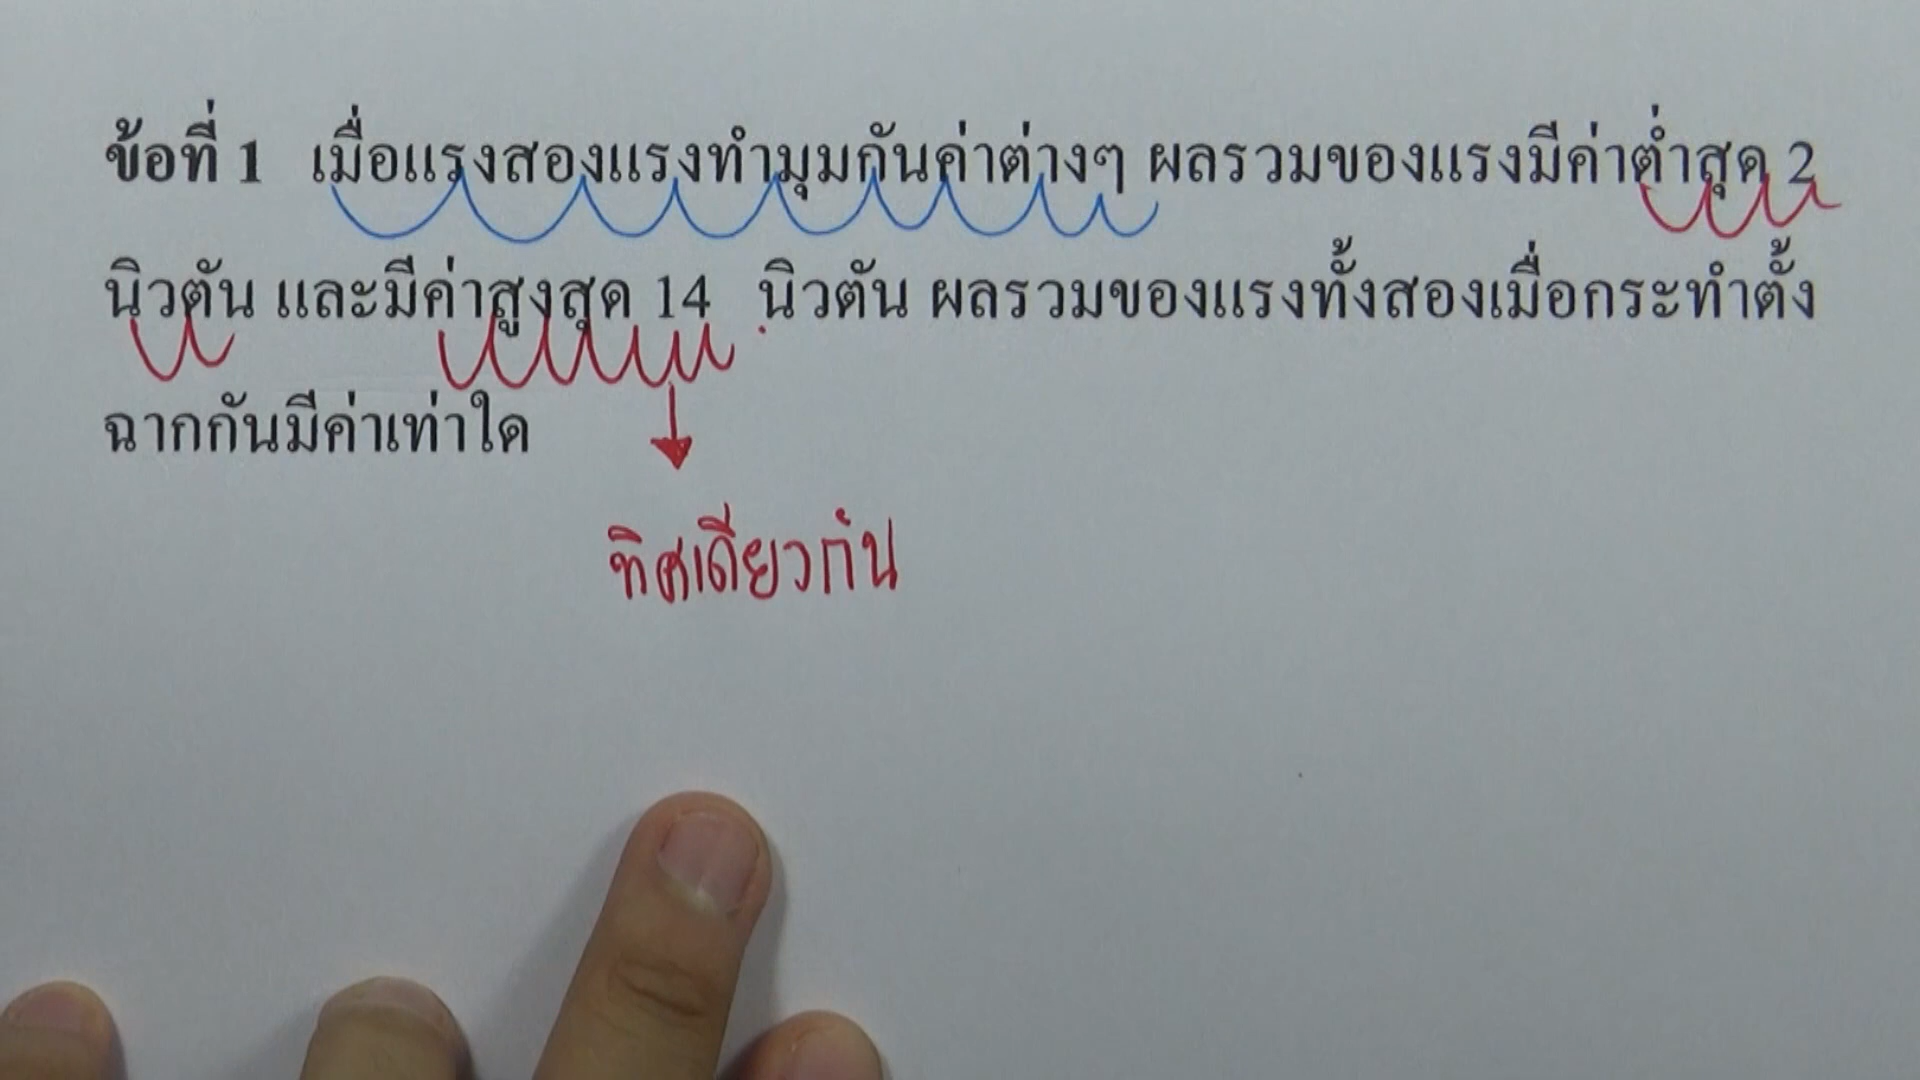 ข้อที่ 1 เมื่อแรงสองแรงทำมุมกันค่าต่างๆ ผลรวมของแรงมีค่าต่ำสุด 2
นิวตัน และมีค่าสูงสุด 14 นิวตัน ผลรวมของแรงทั้งสองเมื่อกระทำตั้ง
ฉากกันมีค่าเท่าใด
ทิศเดียวกัน